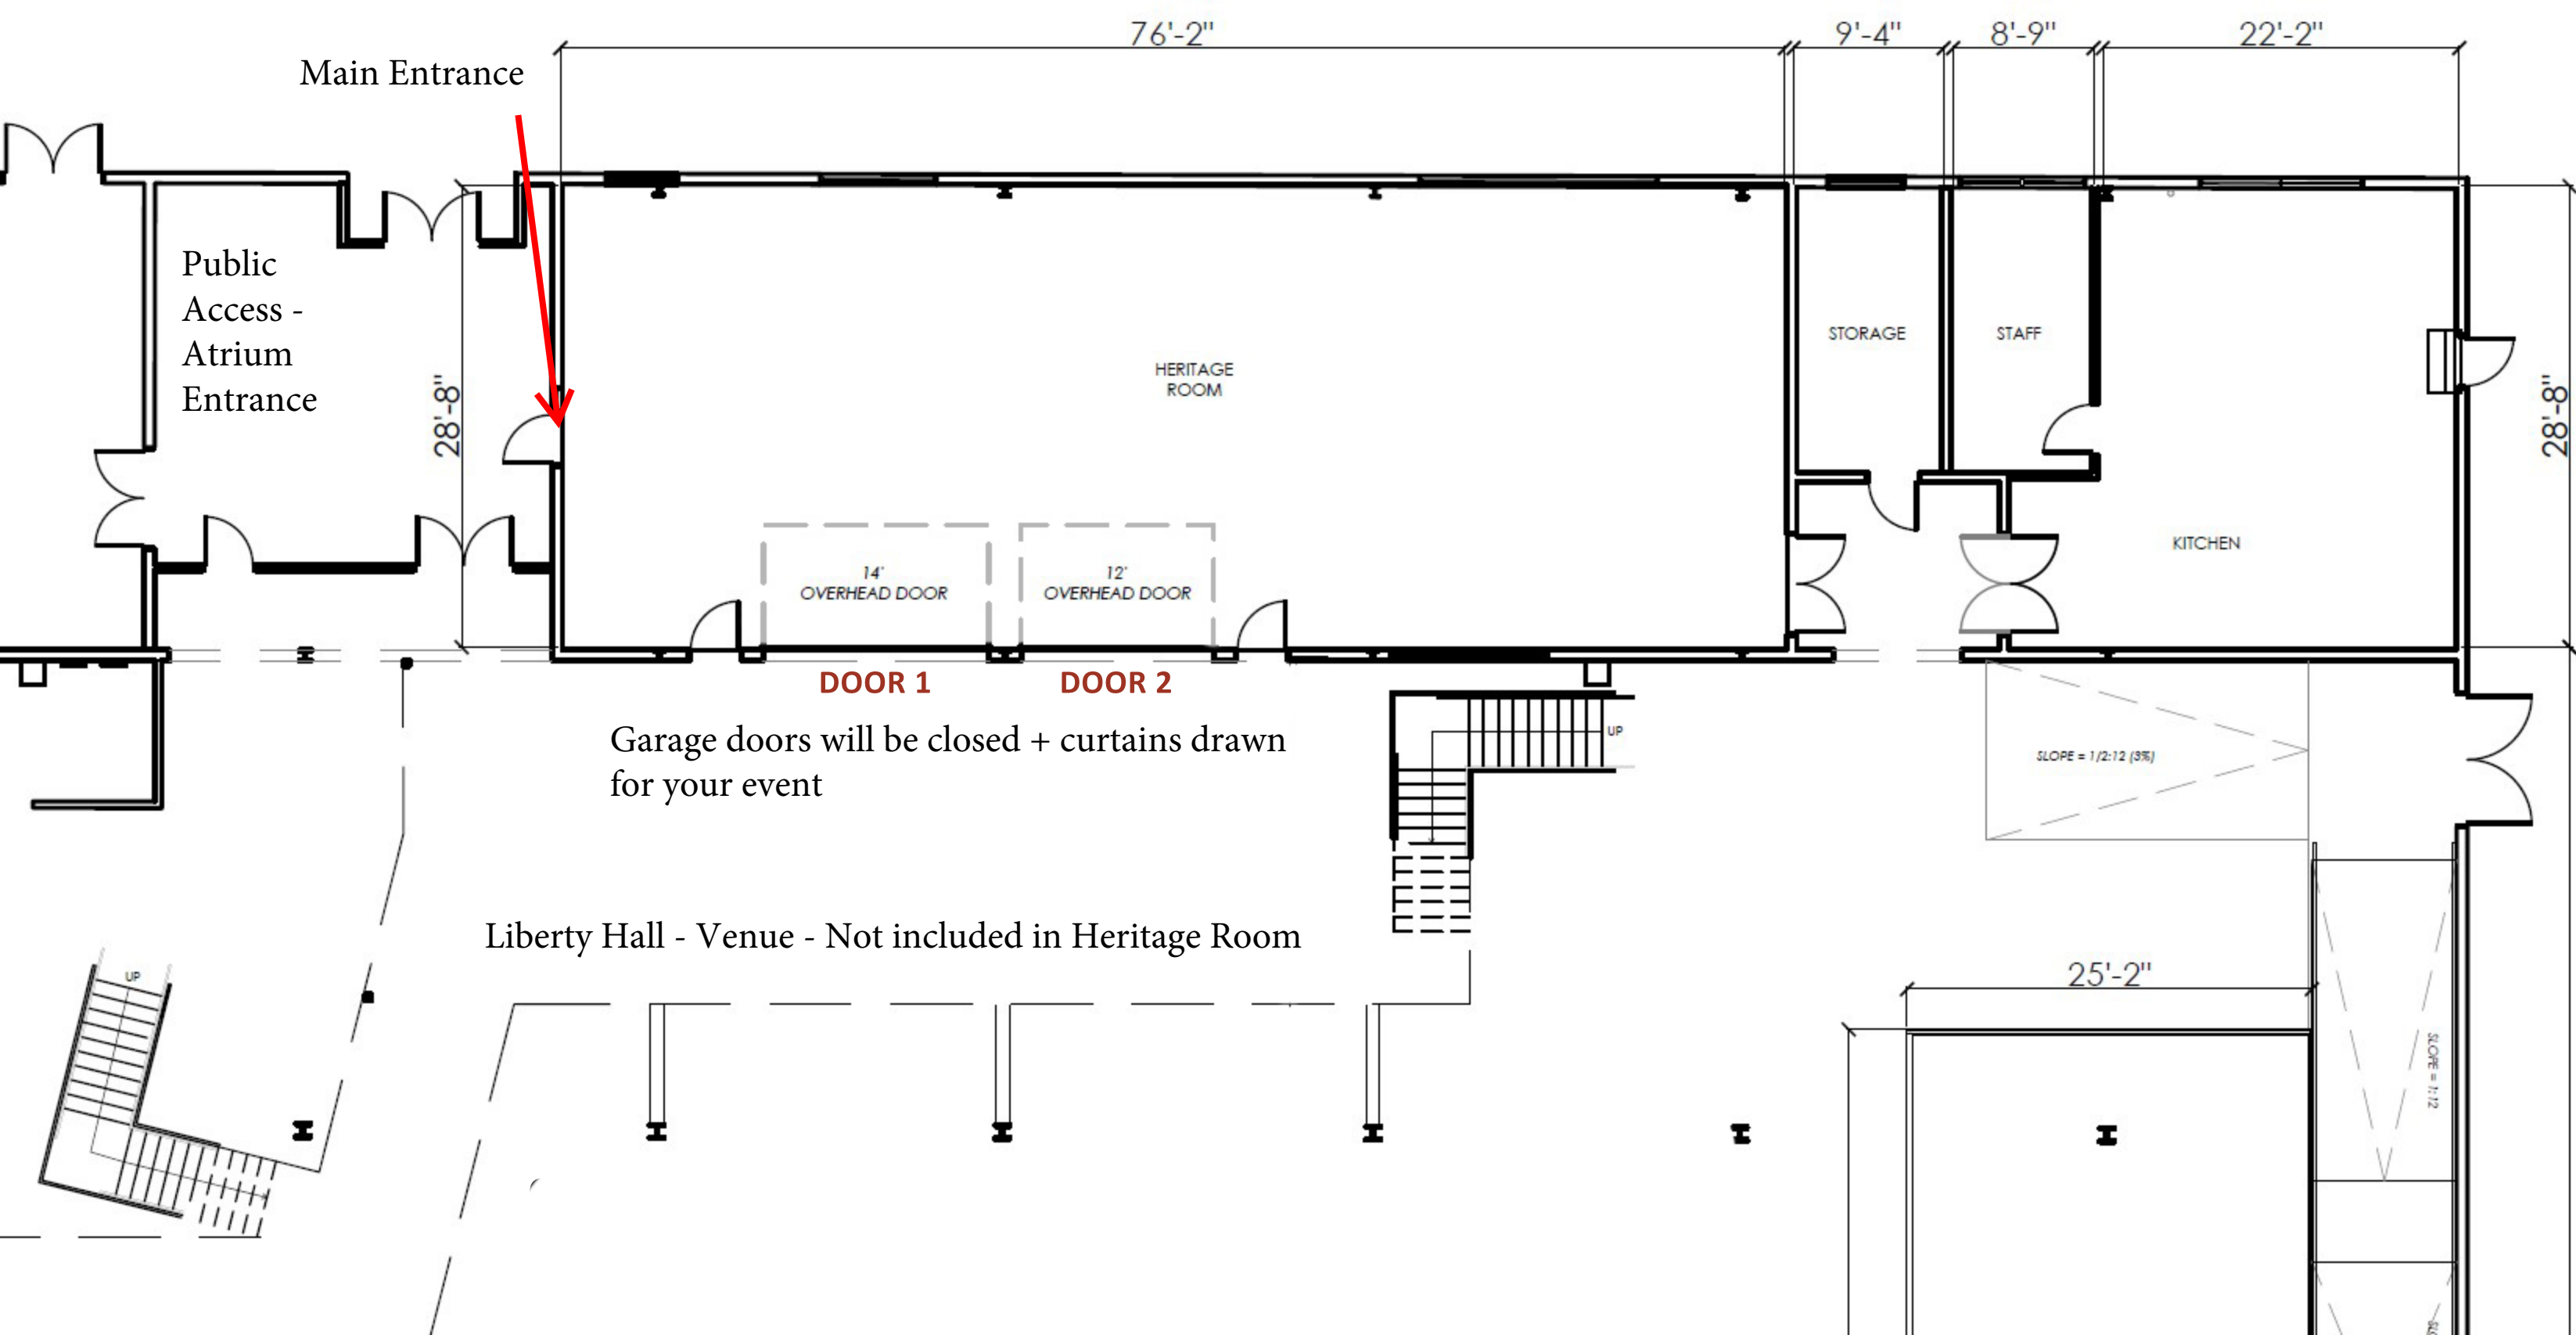 76'-2"
9'-4"
8'-9"
22'-2"
Main Entrance
Public
Access -
Atrium
Entrance
28'-8"
HERITAGE
ROOM
STORAGE
STAFF
28'-8"
KITCHEN
14'
OVERHEAD DOOR
12'
OVERHEAD DOOR
DOOR 1
DOOR 2
Garage doors will be closed + curtains drawn
for your event
UP
SLOPE = 1/2:12 (3%)
Liberty Hall - Venue - Not included in Heritage Room
UP
25'-2"
SLOPE = 1:12